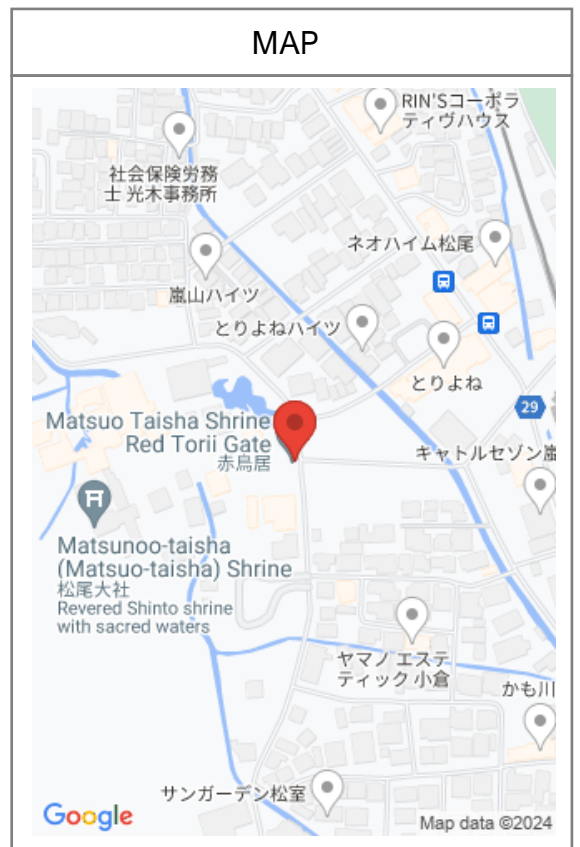 MAP
RIN'Sコーポラ
ティヴハウス
社会保険労務
士 光木事務所
ネオハイム松尾
嵐山ハイツ
とりよねハイツ
とりよね
29
Matsuo Taisha Shrine
Red Torii Gate
赤鳥居
キャトルセゾン嵐
Matsunoo-taisha
(Matsuo-taisha) Shrine
松尾大社
Revered Shinto shrine
with sacred waters
ヤマノ エステ
ティック 小倉
かも川
サンガーデン松室
Google
Map data ©2024